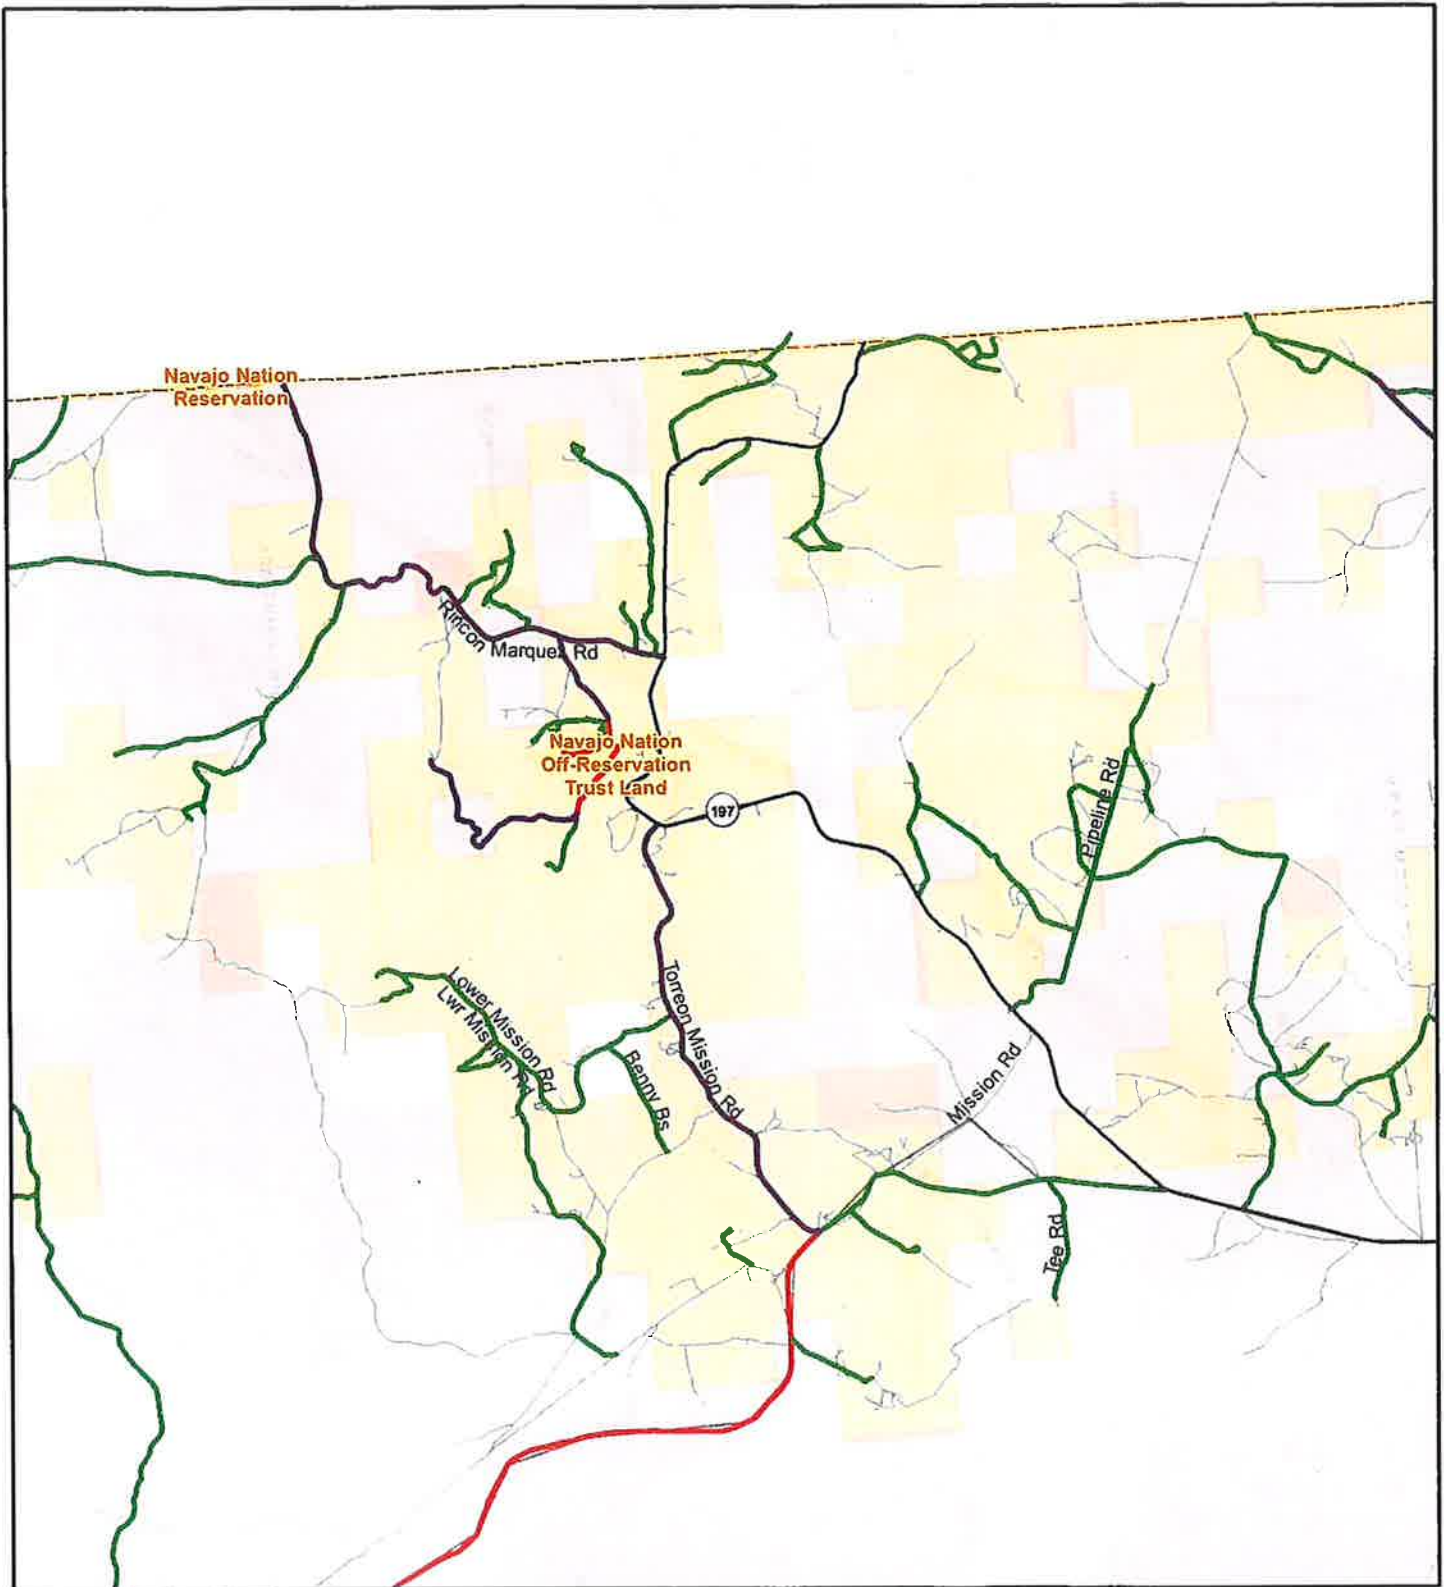 Navajo Nation
Reservation
Rincon Marquez Rd
Navajo Nation
Off-Reservation
Trust Land
197
Pipeline Rd
Lower Mission Rd
Lwr Mission Rd
Torreon Mission Rd
Benny Bs
Mission Rd
Tee Rd